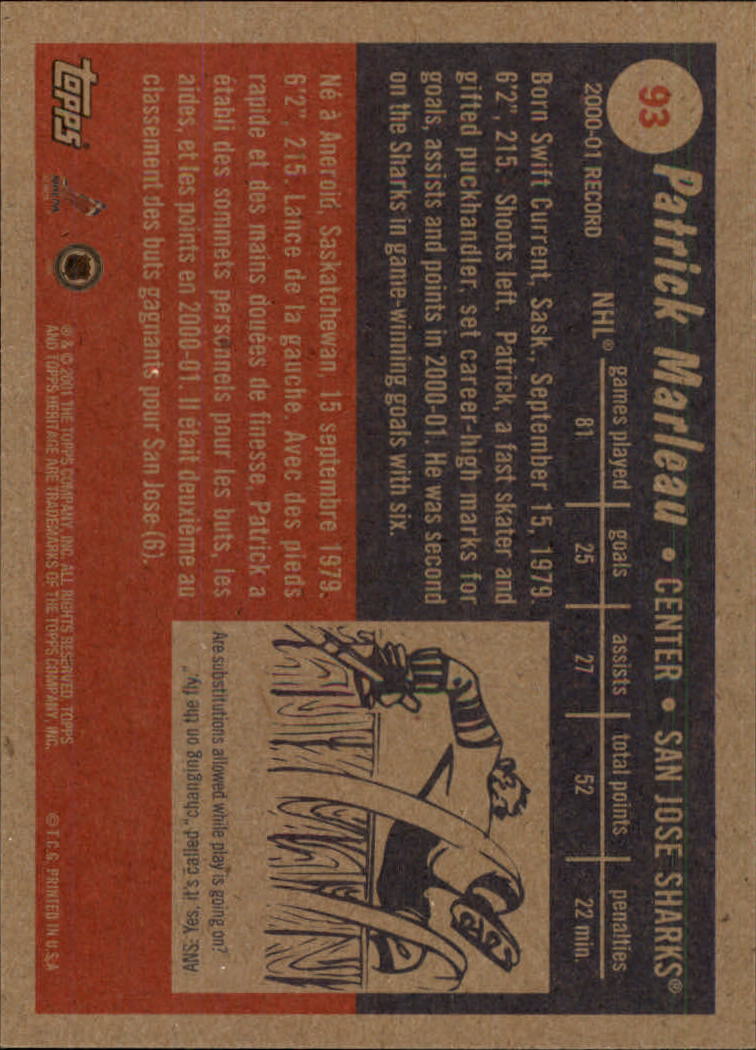 93
Patrick Marleau • CENTER • SAN JOSE SHARKS®
2000-01 RECORD
games played goals assists total points penalties
NHL® 81 25 27 52 22 min.
Born Swift Current, Sask., September 15, 1979.
6'2", 215. Shoots left. Patrick, a fast skater and
gifted puckhandler, set career-high marks for
goals, assists and points in 2000-01. He was second
on the Sharks in game-winning goals with six.
Né à Aneroid, Saskatchewan, 15 septembre 1979.
6'2", 215. Lance de la gauche. Avec des pieds
rapide et des mains douées de finesse, Patrick a
établi des sommets personnels pour les buts, les
aides, et les points en 2000-01. Il était deuxième au
classement des buts gagnants pour San Jose (6).
Are substitutions allowed while play is going on?
ANS: Yes, it's called "changing on the fly."
topps
® & © 2001 THE TOPPS COMPANY, INC. ALL RIGHTS RESERVED. TOPPS
AND TOPPS HERITAGE ARE TRADEMARKS OF THE TOPPS COMPANY, INC.
© T.C.G. PRINTED IN U.S.A.